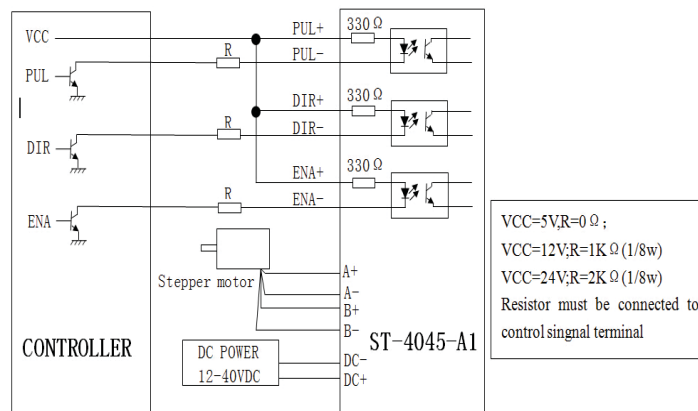 VCC
PUL
DIR
ENA
CONTROLLER
R
R
R
PUL+
PUL-
DIR+
DIR-
ENA+
ENA-
330Ω
330Ω
330Ω
Stepper motor
A+
A-
B+
B-
DC-
DC+
DC POWER
12-40VDC
ST-4045-A1
VCC=5V,R=0Ω;
VCC=12V;R=1KΩ(1/8w)
VCC=24V;R=2KΩ(1/8w)
Resistor must be connected to
control singnal terminal